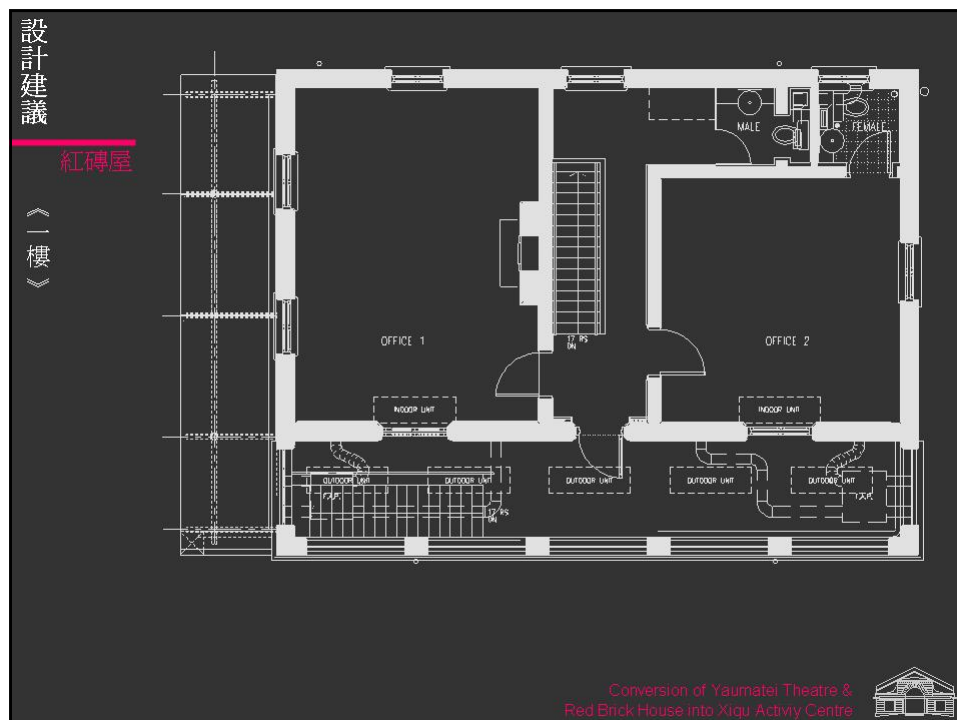 設計建議
紅磚屋
《一樓》
MALE
FEMALE
OFFICE 1
OFFICE 2
17 RS
DN
INDOOR UNIT
INDOOR UNIT
OUTDOOR UNIT
OUTDOOR UNIT
OUTDOOR UNIT
OUTDOOR UNIT
OUTDOOR UNIT
17 RS
DN
Conversion of Yaumatei Theatre &
Red Brick House into Xiqu Activiy Centre